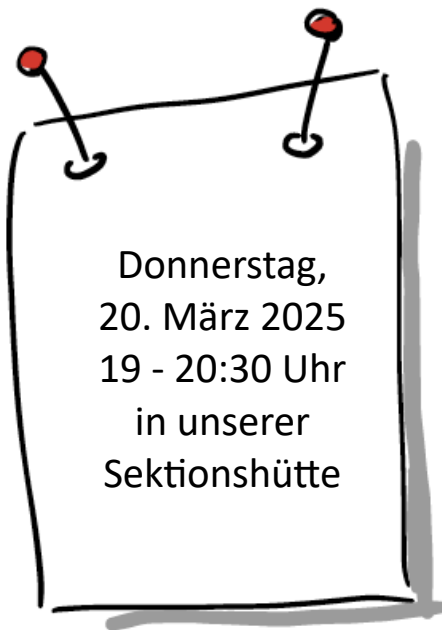 Donnerstag,
20. März 2025
19 - 20:30 Uhr
in unserer
Sektionshütte